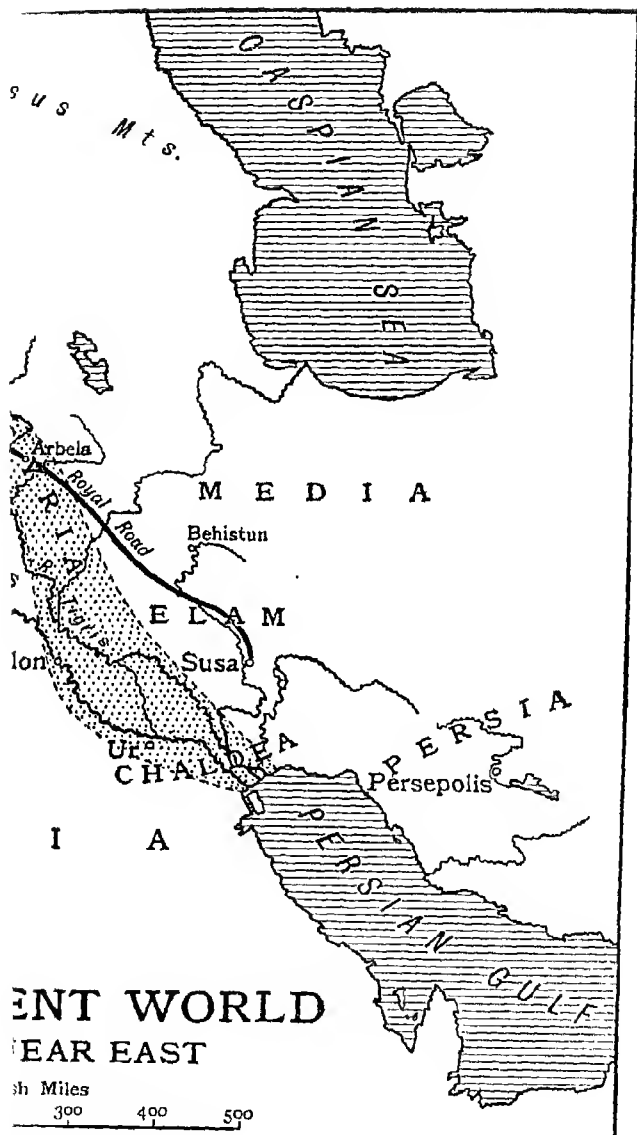 CASPIAN SEA
sus Mts.
Arbela
Royal Road
RIA
MEDIA
Behistun
R. Tigris
ELAM
lon
Susa
Ur
CHALDEA
PERSIA
Persepolis
I A
PERSIAN GULF
ENT WORLD
EAR EAST
sh Miles
300 400 500